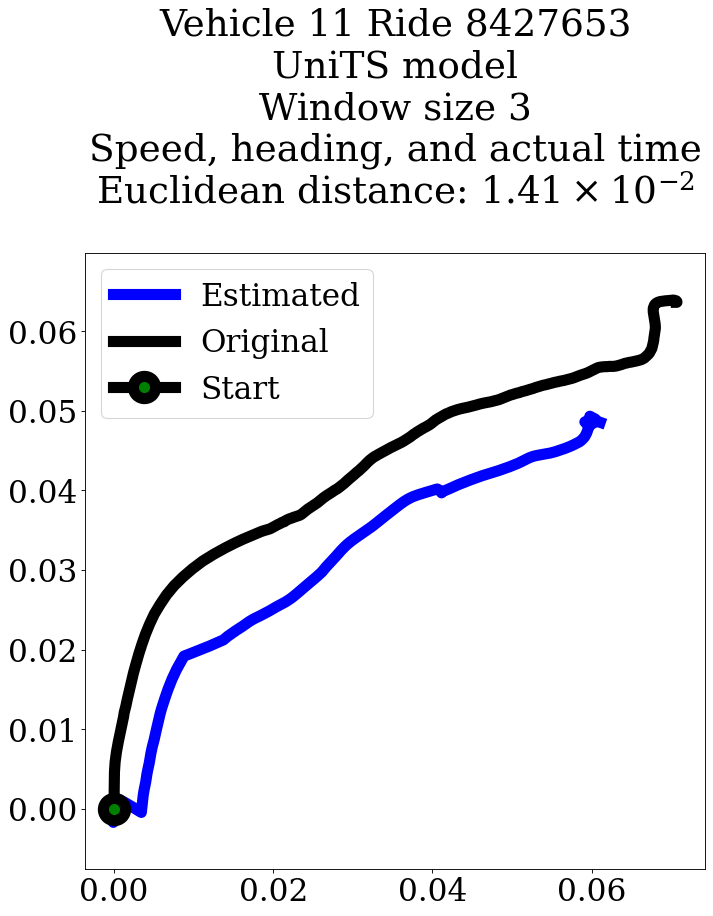 Vehicle 11 Ride 8427653
UniTS model
Window size 3
Speed, heading, and actual time
Euclidean distance: 1.41 × 10⁻²
Estimated
Original
Start
0.06
0.05
0.04
0.03
0.02
0.01
0.00
0.00 0.02 0.04 0.06